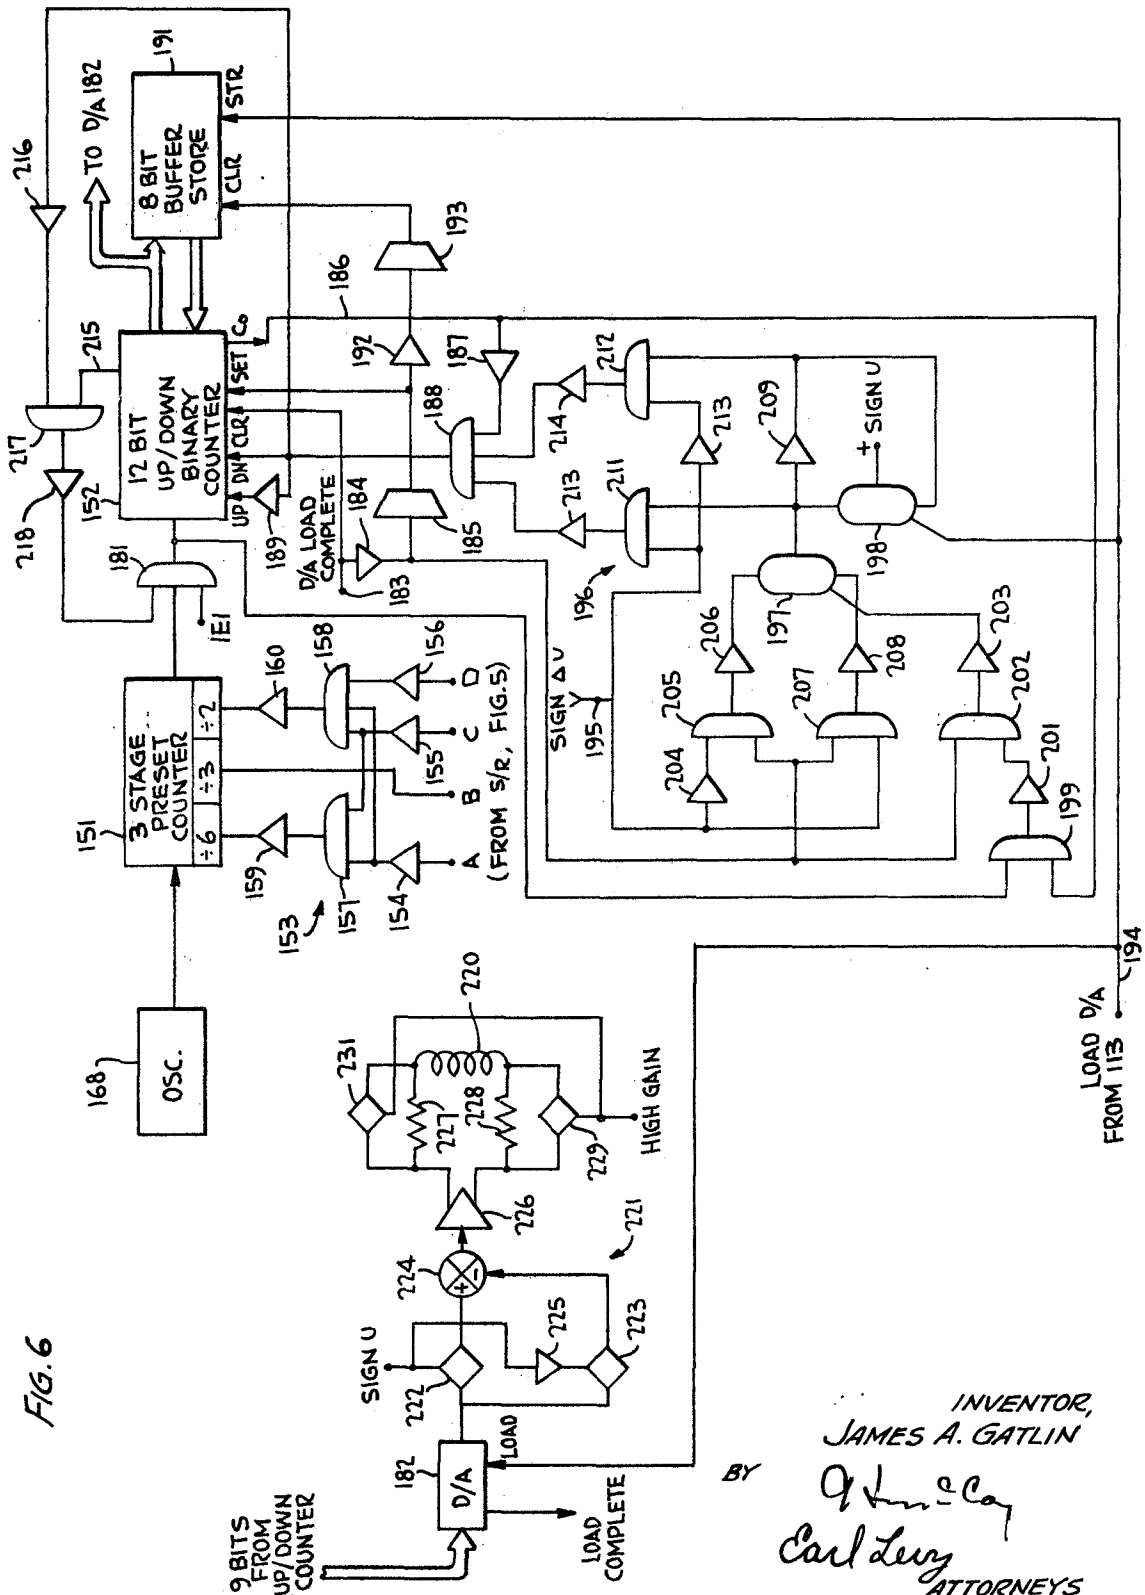 FIG. 6
9 BITS FROM UP/DOWN COUNTER
182
D/A
LOAD
LOAD COMPLETE
SIGN U
222
223
224
+
-
225
221
226
227
228
229
231
220
HIGH GAIN
168
OSC.
151
3 STAGE
PRESET
COUNTER
÷6
÷3
÷2
159
160
153
157
158
154
155
156
A
B
C
D
(FROM S/R, FIG.5)
1E1
181
218
217
216
215
152
12 BIT
UP/DOWN
BINARY
COUNTER
UP
DN
CLR
SET
Co
189
D/A LOAD
COMPLETE
183
184
185
192
193
186
187
188
TO D/A 182
191
8 BIT
BUFFER
STORE
CLR
STR
SIGN ΔU
195
196
213
214
211
212
213
209
+ SIGN U
197
198
204
205
206
207
208
203
202
201
199
LOAD D/A
FROM 113
194
INVENTOR,
JAMES A. GATLIN
BY
Earl Levy
ATTORNEYS